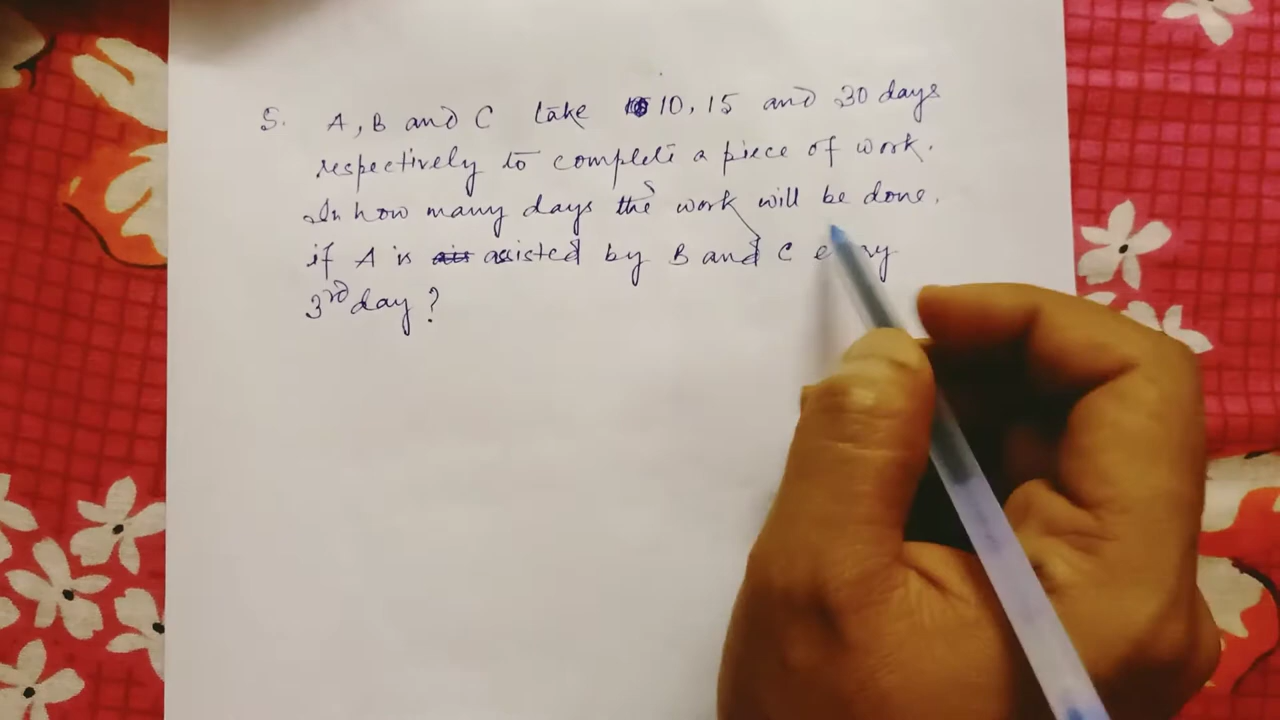 5. A, B and C take 10, 15 and 30 days
respectively to complete a piece of work.
In how many days the work will be done.
if A is assisted by B and C
3rd day ?